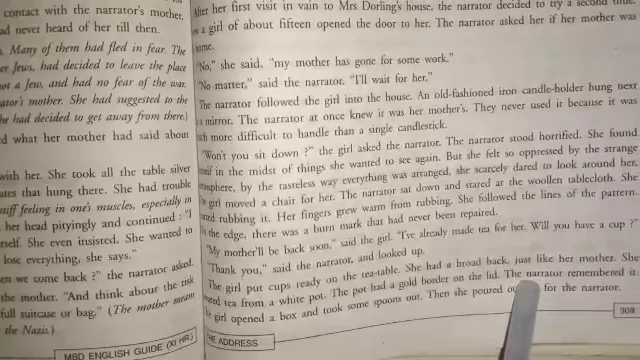 contact with the narrator's mother,
never heard of her till then.
Many of them had fled in fear. The
Jews, had decided to leave the place
not a Jew, and had no fear of the war,
mother. She had suggested to the
had decided to get away from there.)
what her mother had said about
with her. She took all the table silver
that hung there. She had trouble
stiff feeling in one's muscles, especially in
her head pityingly and continued : "I
She even insisted. She wanted to
lose everything, she says."
we come back ?" the narrator asked.
the mother. "And think about the risk
full suitcase or bag." (The mother means
the Nazis.)
MBD ENGLISH GUIDE (XI HR.)
After her first visit in vain to Mrs Dorling's house, the narrator decided to try a second time.
a girl of about fifteen opened the door to her. The narrator asked her if her mother was
"No," she said, "my mother has gone for some work."
"No matter," said the narrator. "I'll wait for her."
The narrator followed the girl into the house. An old-fashioned iron candle-holder hung next
mirror. The narrator at once knew it was her mother's. They never used it because it was
more difficult to handle than a single candlestick.
"Won't you sit down ?" the girl asked the narrator. The narrator stood horrified. She found
in the midst of things she wanted to see again. But she felt so oppressed by the strange
by the tasteless way everything was arranged, she scarcely dared to look around her.
girl moved a chair for her. The narrator sat down and stared at the woollen tablecloth. She
rubbing it. Her fingers grew warm from rubbing. She followed the lines of the pattern.
the edge, there was a burn mark that had never been repaired.
"My mother'll be back soon," said the girl. "I've already made tea for her. Will you have a cup ?"
"Thank you," said the narrator, and looked up.
The girl put cups ready on the tea-table. She had a broad back, just like her mother. She
tea from a white pot. The pot had a gold border on the lid. The narrator remembered it.
girl opened a box and took some spoons out. Then she poured for the narrator.
THE ADDRESS
309